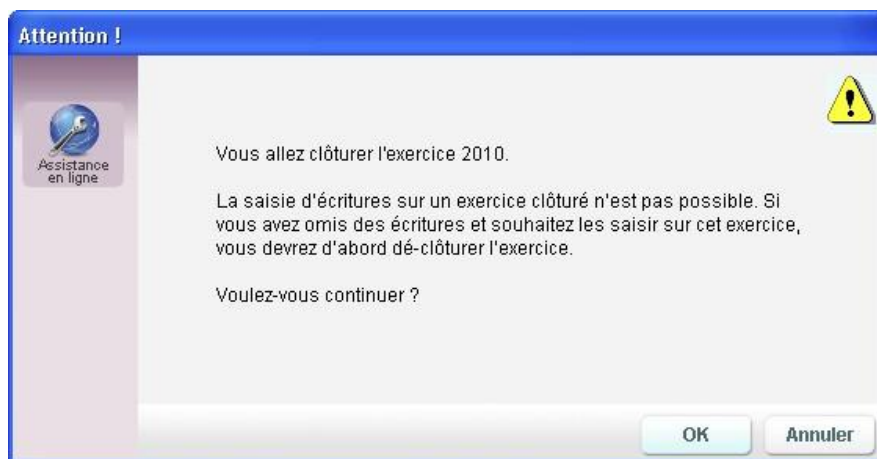 Attention !
Assistance
en ligne
Vous allez clôturer l'exercice 2010.
La saisie d'écritures sur un exercice clôturé n'est pas possible. Si
vous avez omis des écritures et souhaitez les saisir sur cet exercice,
vous devrez d'abord dé-clôturer l'exercice.
Voulez-vous continuer ?
OK
Annuler